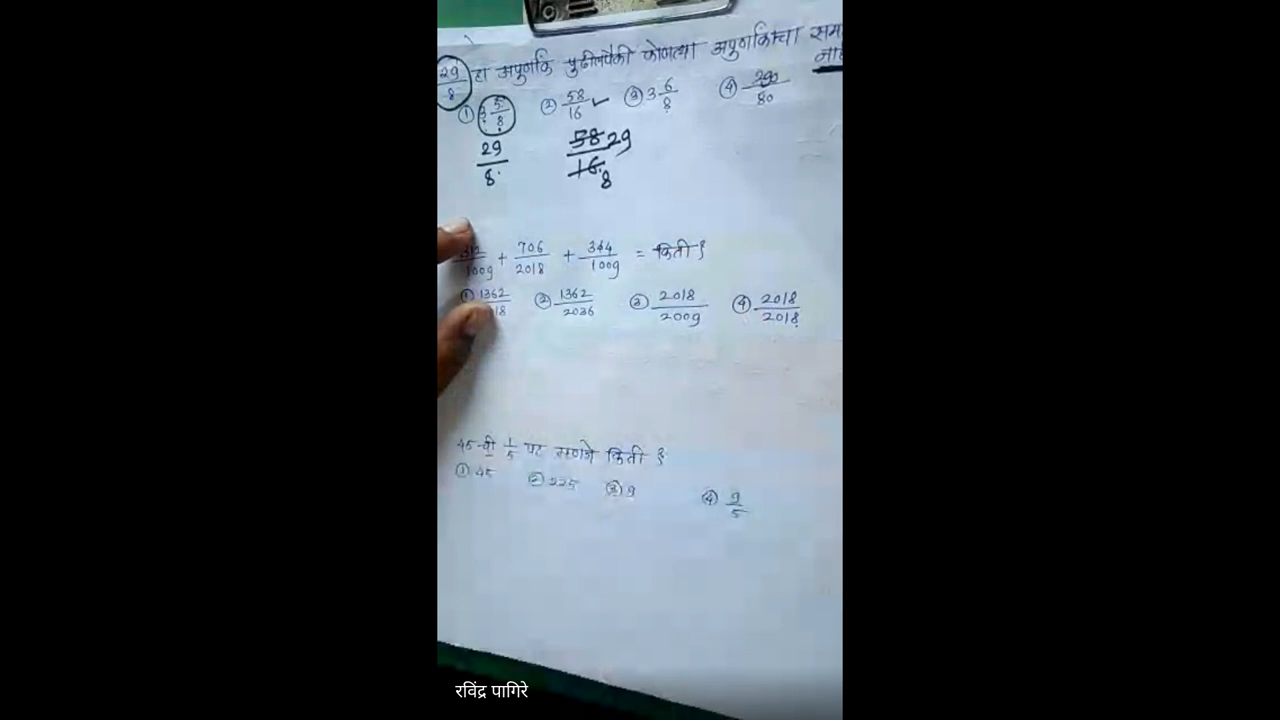 29/8 हा अपुर्णांक पुढीलपैकी कोणत्या अपुर्णांकाचा
① 3 5/8 ② 58/16 ✓ ③ 3 6/8 ④ 290/80
29/8 58/16 29/8
/1009 + 706/2018 + 344/1009 = किती ?
① 1362/ ② 1362/2036 ③ 2018/2009 ④ 2018/2018
45 ची 1/5 पट म्हणजे किती ?
① 45 ② 225 ③ 9 ④ 9/5
रविंद्र पागिरे